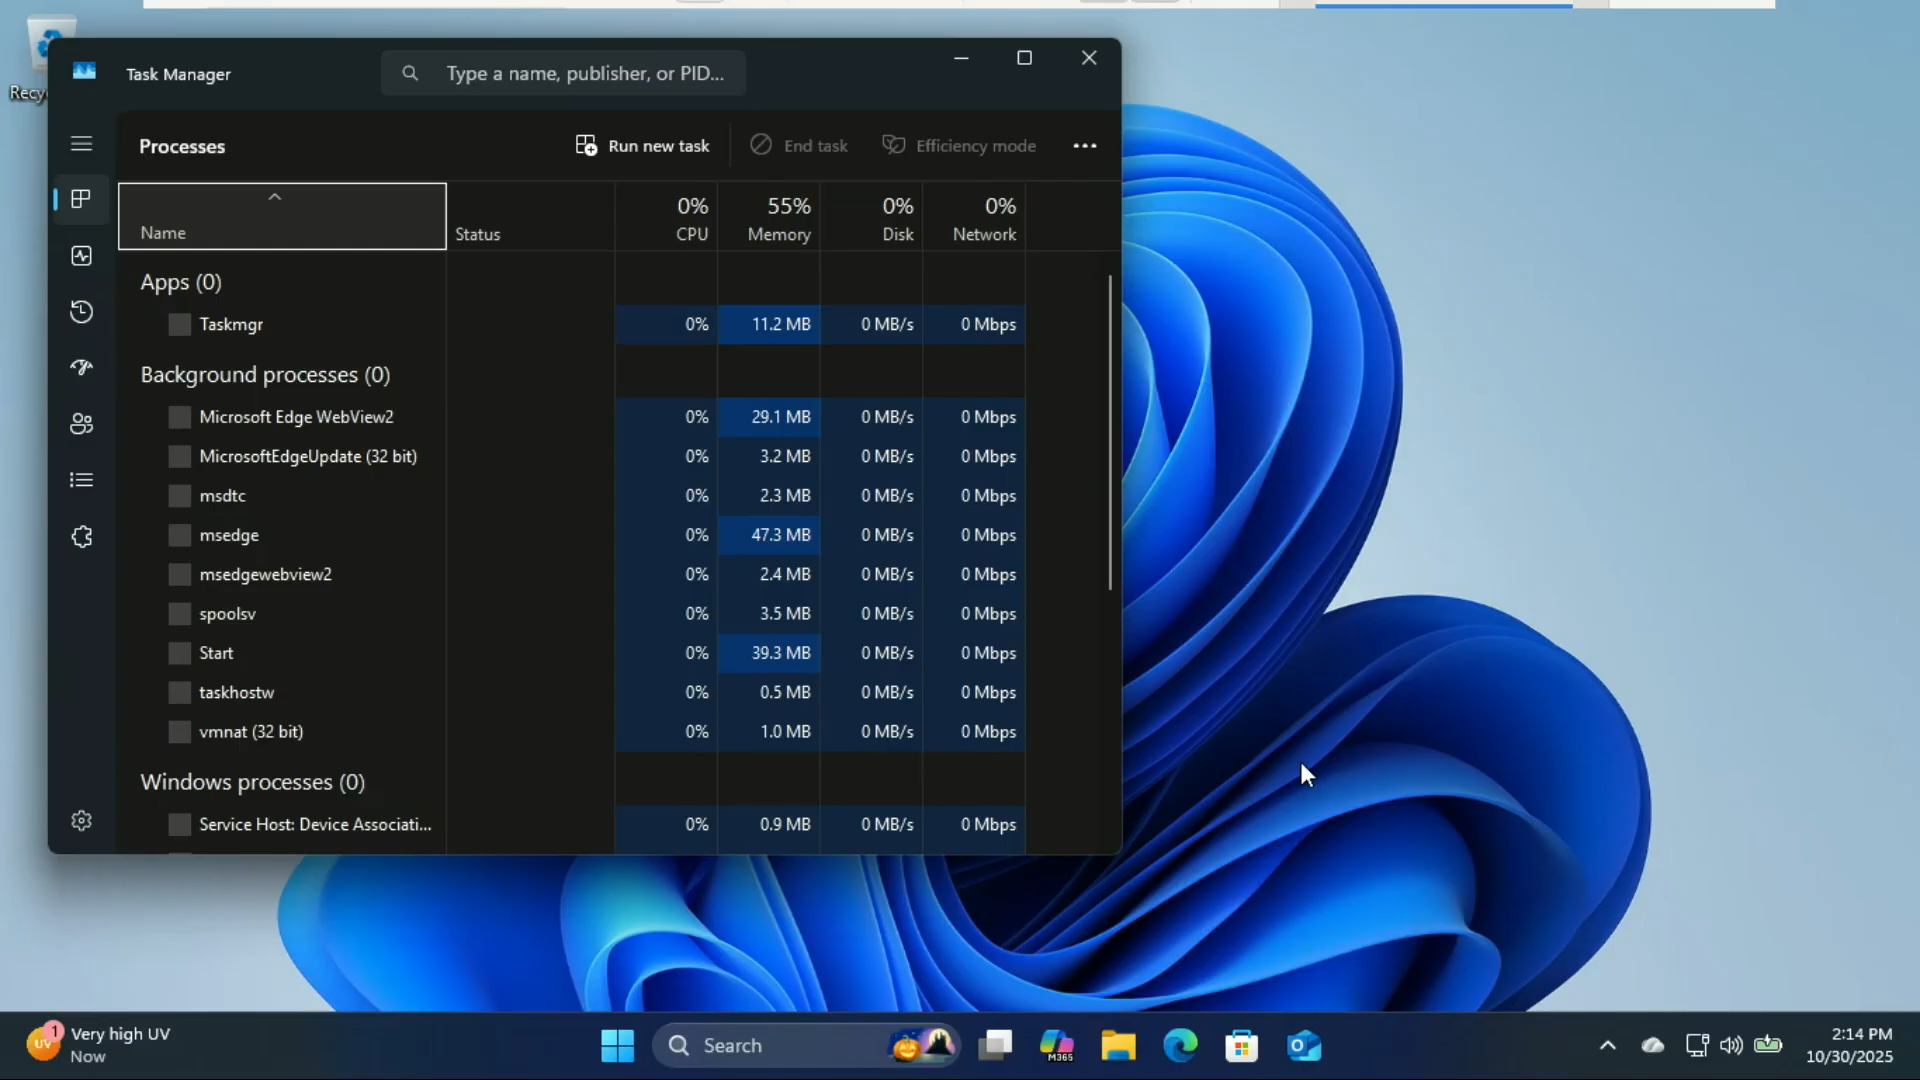 Recy
Task Manager
Type a name, publisher, or PID...
Processes
Run new task
End task
Efficiency mode
Name
Status
0%
CPU
55%
Memory
0%
Disk
0%
Network
Apps (0)
Taskmgr 0% 11.2 MB 0 MB/s 0 Mbps
Background processes (0)
Microsoft Edge WebView2 0% 29.1 MB 0 MB/s 0 Mbps
MicrosoftEdgeUpdate (32 bit) 0% 3.2 MB 0 MB/s 0 Mbps
msdtc 0% 2.3 MB 0 MB/s 0 Mbps
msedge 0% 47.3 MB 0 MB/s 0 Mbps
msedgewebview2 0% 2.4 MB 0 MB/s 0 Mbps
spoolsv 0% 3.5 MB 0 MB/s 0 Mbps
Start 0% 39.3 MB 0 MB/s 0 Mbps
taskhostw 0% 0.5 MB 0 MB/s 0 Mbps
vmnat (32 bit) 0% 1.0 MB 0 MB/s 0 Mbps
Windows processes (0)
Service Host: Device Associati... 0% 0.9 MB 0 MB/s 0 Mbps
UV
1
Very high UV
Now
Search
M365
2:14 PM
10/30/2025